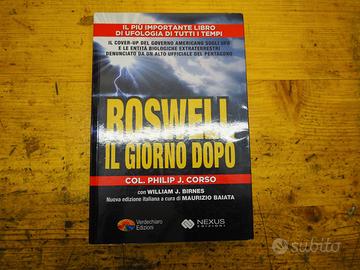 IL PIÙ IMPORTANTE LIBRO
DI UFOLOGIA DI TUTTI I TEMPI
IL COVER-UP DEL GOVERNO AMERICANO SUGLI UFO
E LE ENTITÀ BIOLOGICHE EXTRATERRESTRI
DENUNCIATO DA UN ALTO UFFICIALE DEL PENTAGONO
ROSWELL
IL GIORNO DOPO
COL. PHILIP J. CORSO
con WILLIAM J. BIRNES
Nuova edizione italiana a cura di MAURIZIO BAIATA
Verdechiaro
Edizioni
NEXUS
EDIZIONI
subito